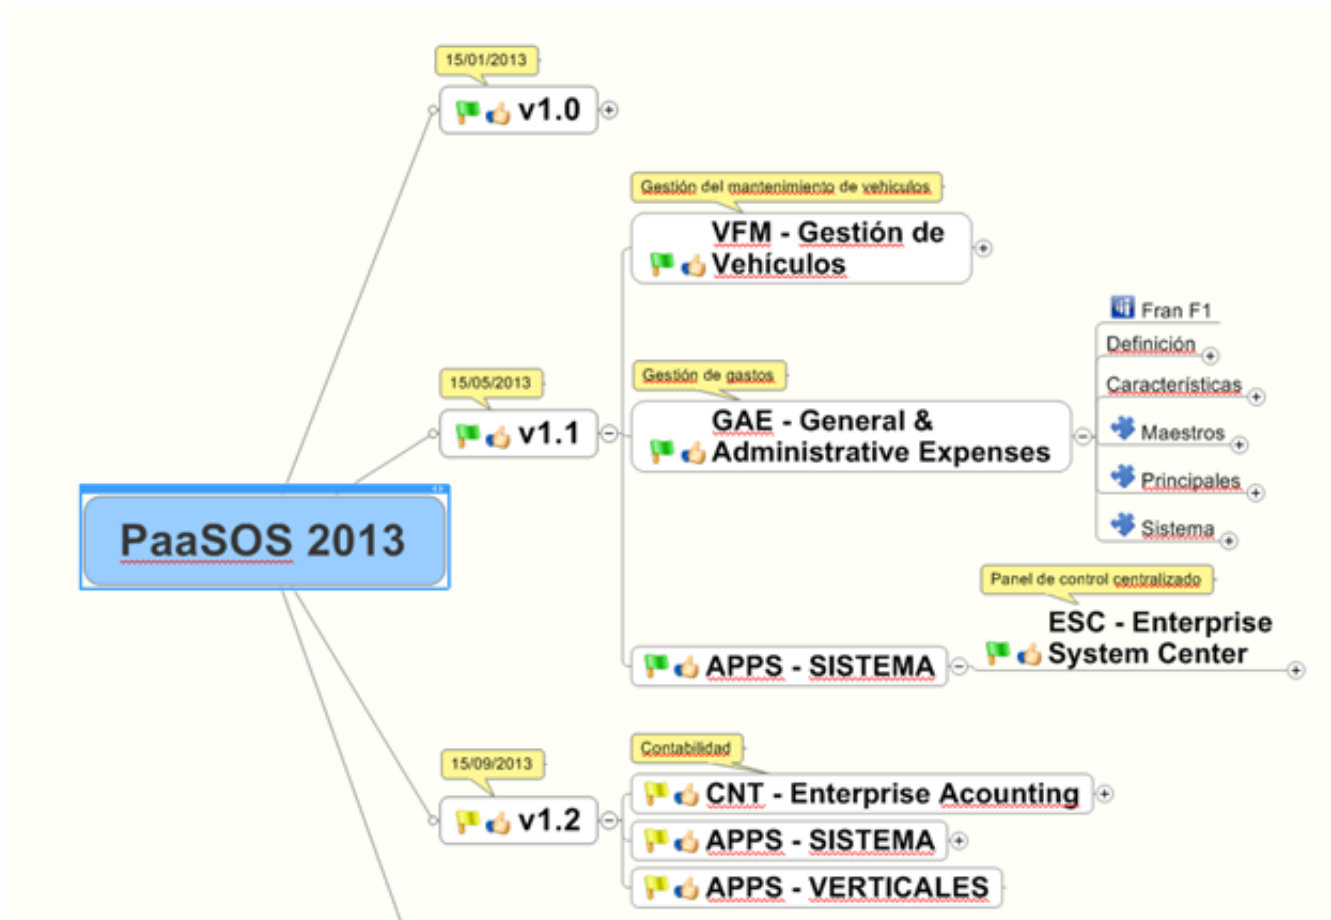 15/01/2013
v1.0
Gestión del mantenimiento de vehiculos
VFM - Gestión de
Vehículos
Fran F1
Definición
Gestión de gastos
Características
15/05/2013
GAE - General &
Administrative Expenses
v1.1
Maestros
Principales
Sistema
PaaSOS 2013
Panel de control centralizado
ESC - Enterprise
System Center
APPS - SISTEMA
Contabilidad
15/09/2013
CNT - Enterprise Acounting
v1.2
APPS - SISTEMA
APPS - VERTICALES